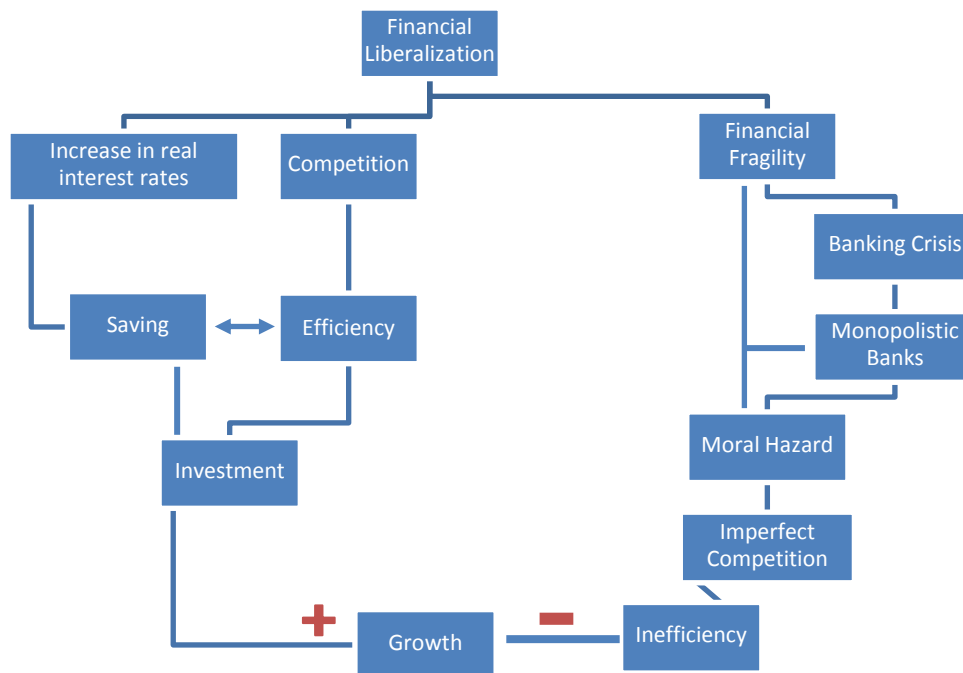 Financial
Liberalization
Increase in real
interest rates
Competition
Financial
Fragility
Banking Crisis
Saving
Efficiency
Monopolistic
Banks
Moral Hazard
Investment
Imperfect
Competition
+
Growth
−
Inefficiency